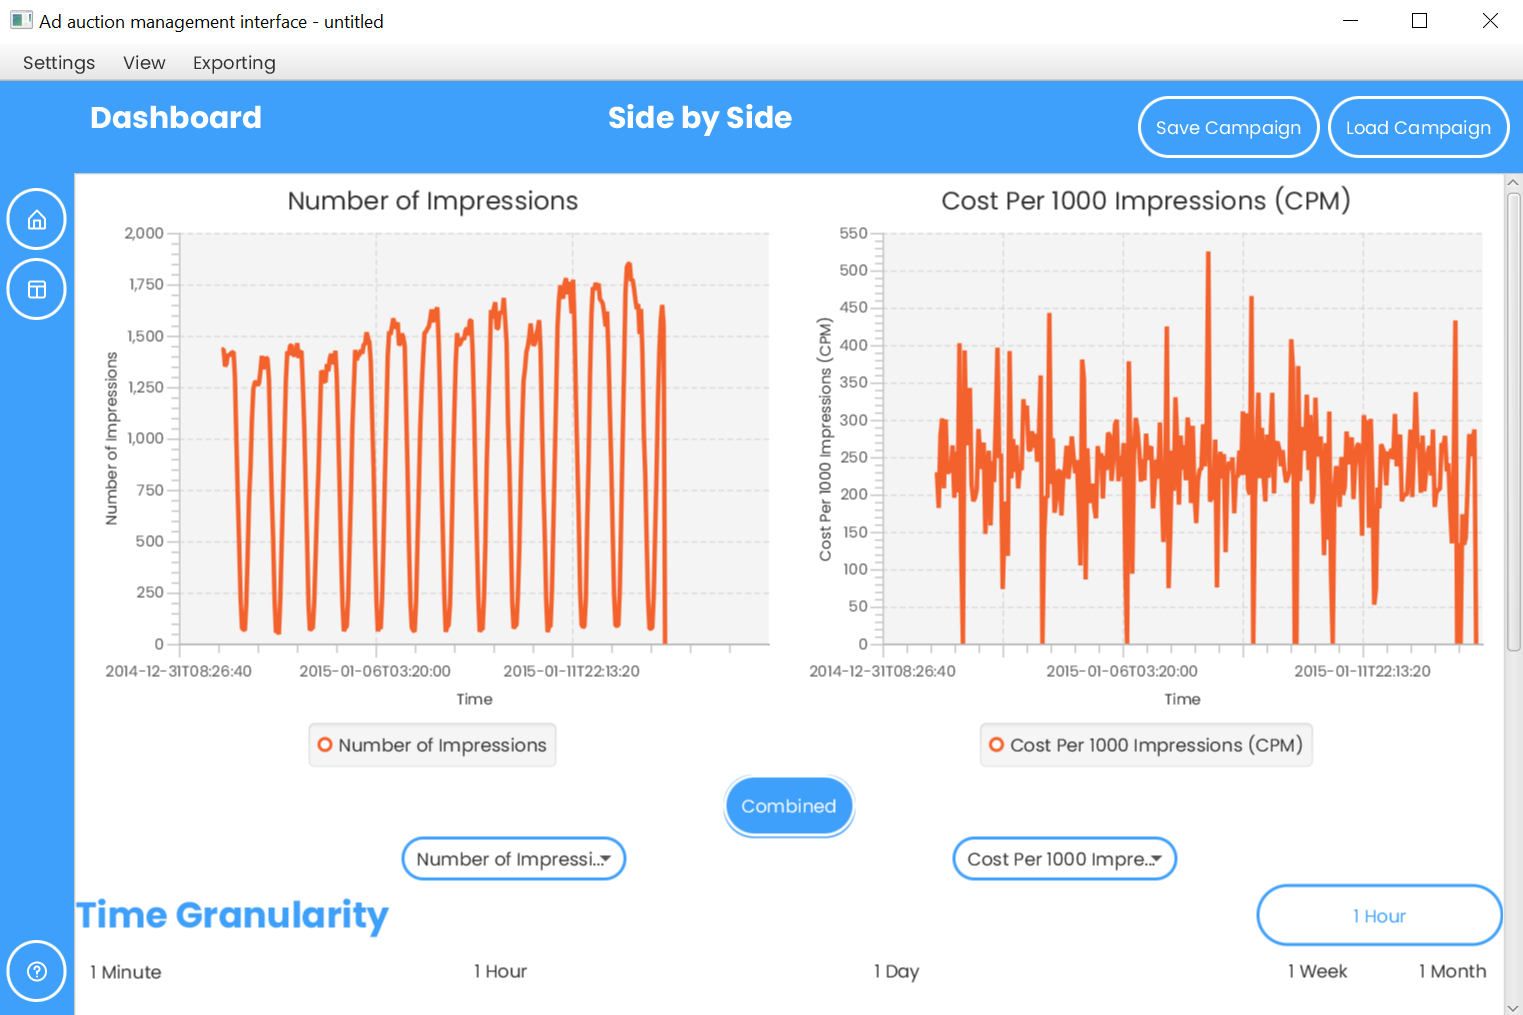 Ad auction management interface - untitled
Settings View Exporting
Dashboard
Side by Side
Save Campaign
Load Campaign
Number of Impressions
2,000
1,750
1,500
1,250
1,000
750
500
250
0
Number of Impressions
2014-12-31T08:26:40 2015-01-06T03:20:00 2015-01-11T22:13:20
Time
Number of Impressions
Cost Per 1000 Impressions (CPM)
550
500
450
400
350
300
250
200
150
100
50
0
Cost Per 1000 Impressions (CPM)
2014-12-31T08:26:40 2015-01-06T03:20:00 2015-01-11T22:13:20
Time
Cost Per 1000 Impressions (CPM)
Combined
Number of Impressi...
Cost Per 1000 Impre...
Time Granularity
1 Hour
1 Minute 1 Hour 1 Day 1 Week 1 Month